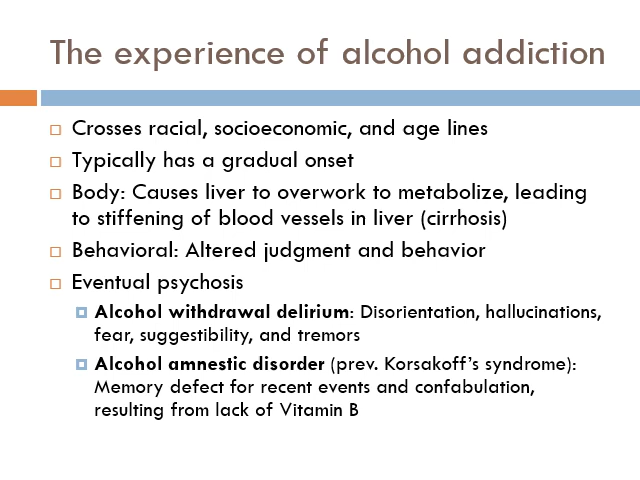 The experience of alcohol addiction
Crosses racial, socioeconomic, and age lines
Typically has a gradual onset
Body: Causes liver to overwork to metabolize, leading
to stiffening of blood vessels in liver (cirrhosis)
Behavioral: Altered judgment and behavior
Eventual psychosis
Alcohol withdrawal delirium: Disorientation, hallucinations,
fear, suggestibility, and tremors
Alcohol amnestic disorder (prev. Korsakoff's syndrome):
Memory defect for recent events and confabulation,
resulting from lack of Vitamin B